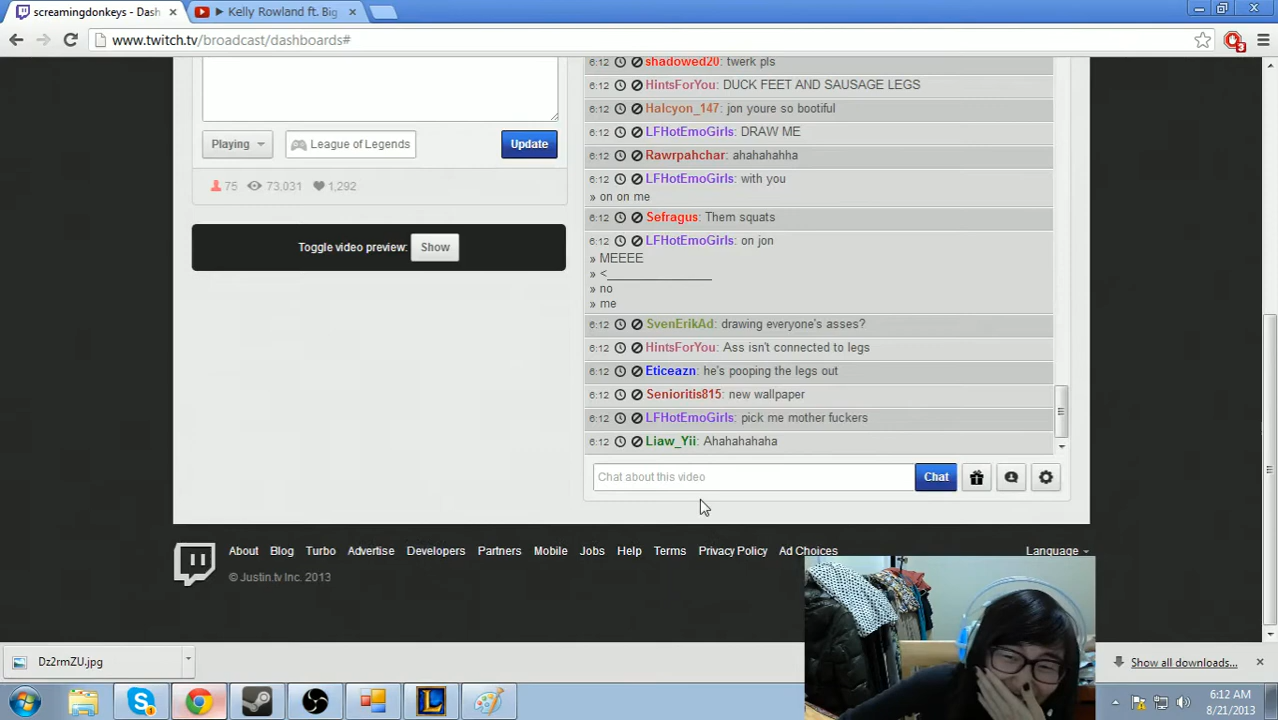 screamingdonkeys - Dash
▶ Kelly Rowland ft. Big
www.twitch.tv/broadcast/dashboards#
3
Playing
League of Legends
Update
75 73,031 1,292
Toggle video preview: Show
6:12 shadowed20: twerk pls
6:12 HintsForYou: DUCK FEET AND SAUSAGE LEGS
6:12 Halcyon_147: jon youre so bootiful
6:12 LFHotEmoGirls: DRAW ME
6:12 Rawrpahchar: ahahahahha
6:12 LFHotEmoGirls: with you
» on on me
6:12 Sefragus: Them squats
6:12 LFHotEmoGirls: on jon
» MEEEE
» <________________
» no
» me
6:12 SvenErikAd: drawing everyone's asses?
6:12 HintsForYou: Ass isn't connected to legs
6:12 Eticeazn: he's pooping the legs out
6:12 Senioritis815: new wallpaper
6:12 LFHotEmoGirls: pick me mother fuckers
6:12 Liaw_Yii: Ahahahahaha
Chat about this video
Chat
About Blog Turbo Advertise Developers Partners Mobile Jobs Help Terms Privacy Policy Ad Choices
Language
© Justin.tv Inc. 2013
Dz2rmZU.jpg
Show all downloads...
6:12 AM
8/21/2013